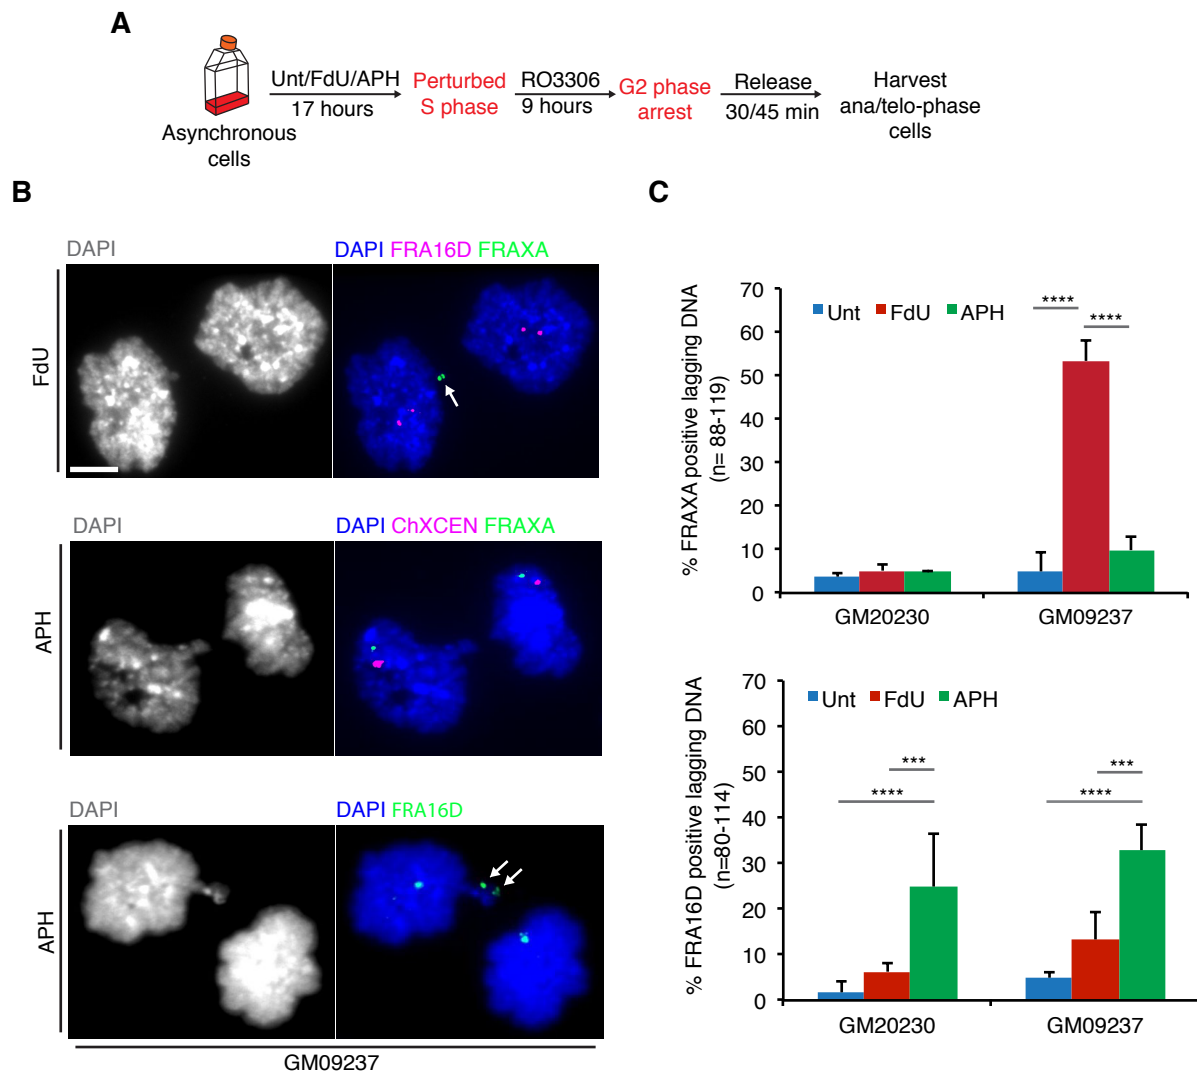 A
Asynchronous
cells
Unt/FdU/APH
17 hours
Perturbed
S phase
RO3306
9 hours
G2 phase
arrest
Release
30/45 min
Harvest
ana/telo-phase
cells
B
DAPI
DAPI FRA16D FRAXA
FdU
DAPI
DAPI ChXCEN FRAXA
APH
DAPI
DAPI FRA16D
APH
GM09237
C
% FRAXA positive lagging DNA
(n= 88-119)
70
60
50
40
30
20
10
0
Unt FdU APH
****
****
GM20230
GM09237
% FRA16D positive lagging DNA
(n=80-114)
70
60
50
40
30
20
10
0
Unt FdU APH
***
****
***
****
GM20230
GM09237